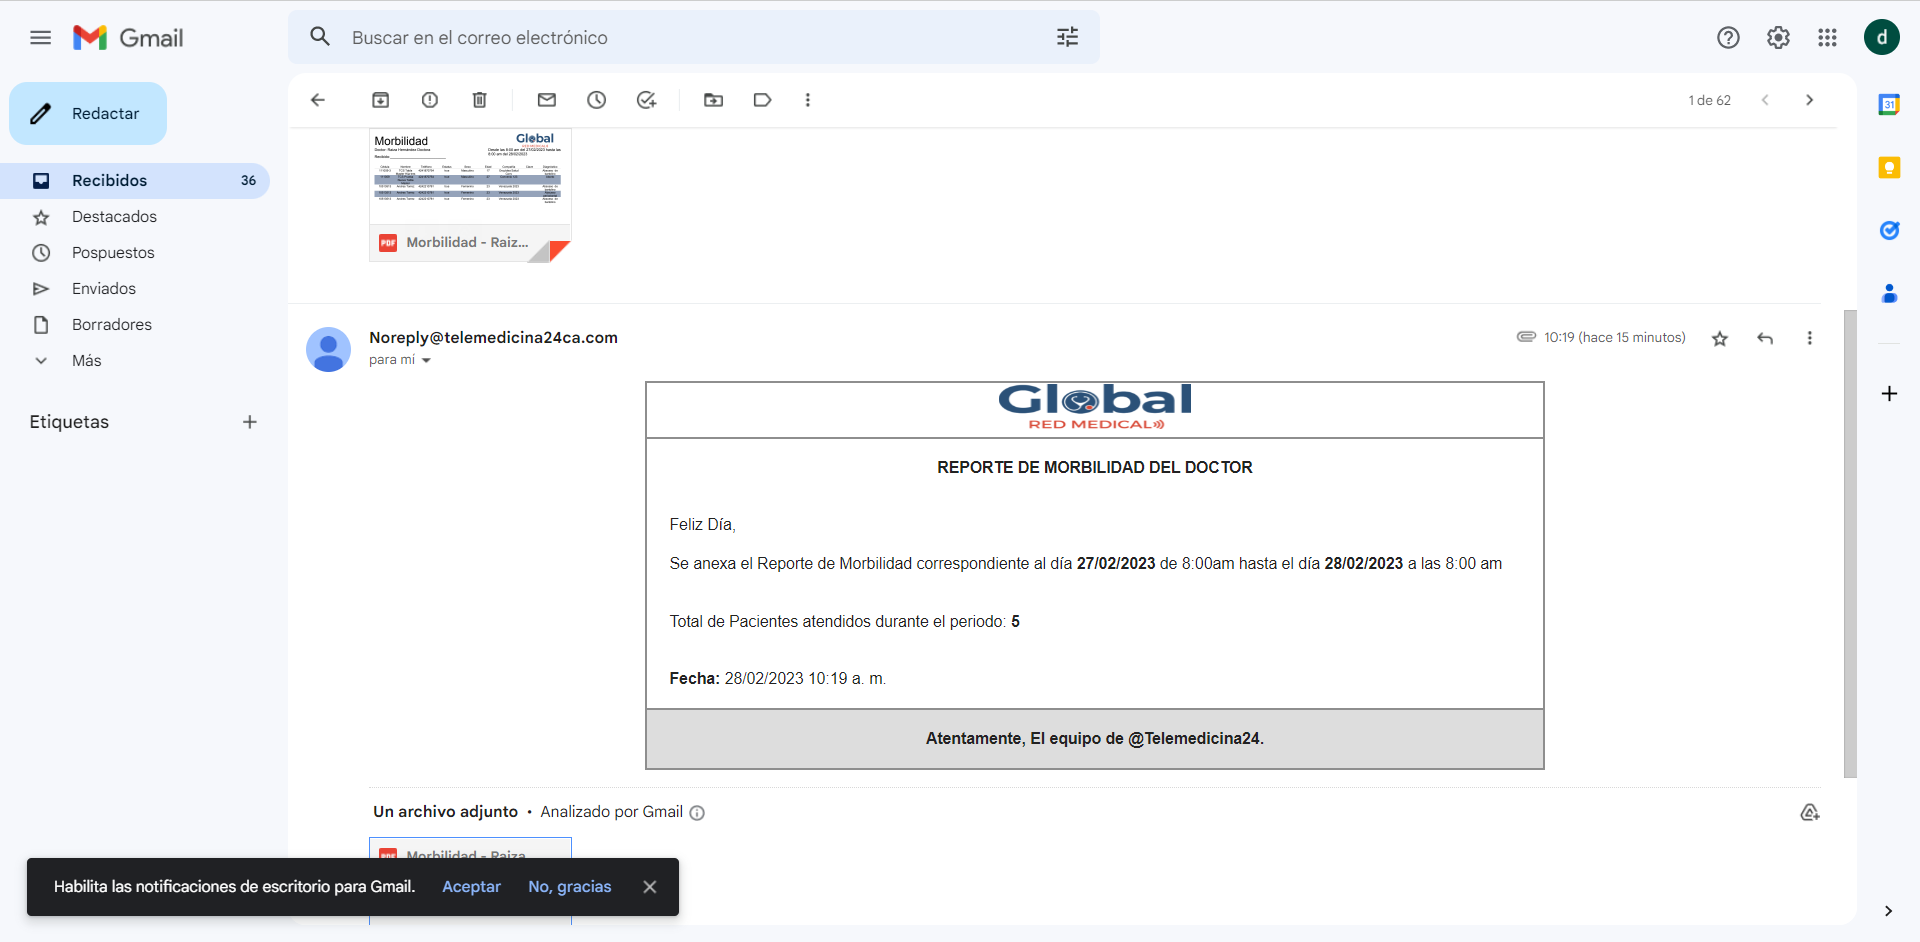 Gmail
Buscar en el correo electrónico
d
Redactar
1 de 62
Recibidos 36
Destacados
Pospuestos
Enviados
Borradores
Más
Etiquetas
Morbilidad
Global
Morbilidad - Raiz...
Noreply@telemedicina24ca.com
10:19 (hace 15 minutos)
para mí
Global
RED MEDICAL
REPORTE DE MORBILIDAD DEL DOCTOR
Feliz Día,
Se anexa el Reporte de Morbilidad correspondiente al día 27/02/2023 de 8:00am hasta el día 28/02/2023 a las 8:00 am
Total de Pacientes atendidos durante el periodo: 5
Fecha: 28/02/2023 10:19 a. m.
Atentamente, El equipo de @Telemedicina24.
Un archivo adjunto • Analizado por Gmail
PDF Morbilidad - Raiza
Habilita las notificaciones de escritorio para Gmail. Aceptar No, gracias
31